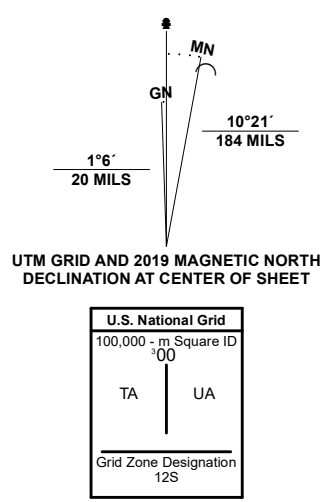 MN
GN
10°21´
184 MILS
1°6´
20 MILS
UTM GRID AND 2019 MAGNETIC NORTH
DECLINATION AT CENTER OF SHEET
U.S. National Grid
100,000 - m Square ID
³00
TA UA
Grid Zone Designation
12S